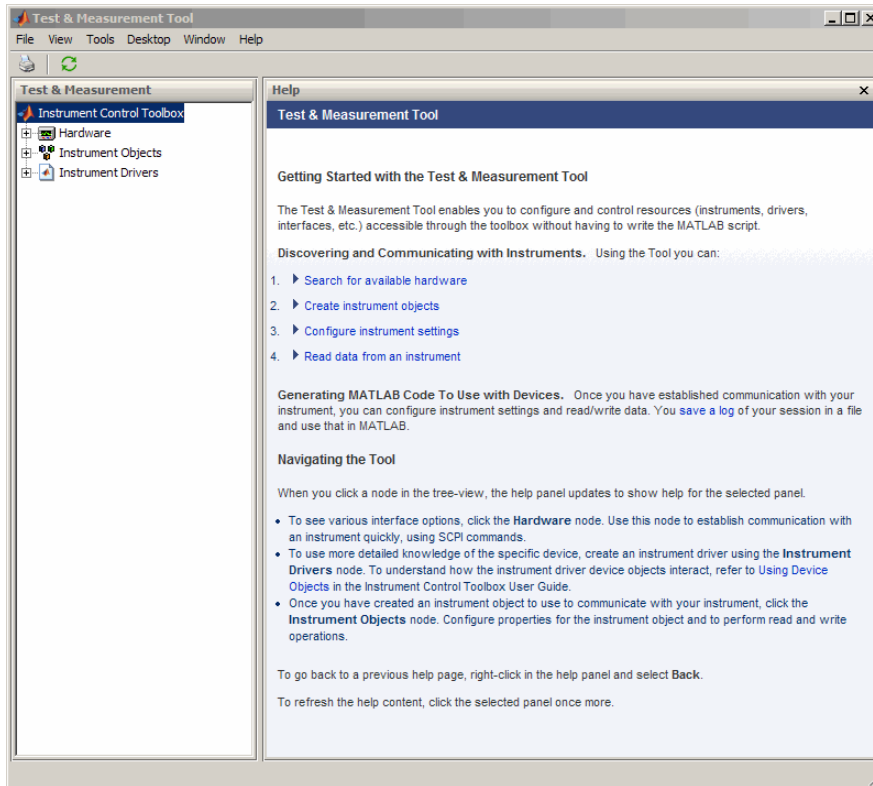 Test & Measurement Tool
File View Tools Desktop Window Help
Test & Measurement
Instrument Control Toolbox
Hardware
Instrument Objects
Instrument Drivers
Help
Test & Measurement Tool
Getting Started with the Test & Measurement Tool
The Test & Measurement Tool enables you to configure and control resources (instruments, drivers,
interfaces, etc.) accessible through the toolbox without having to write the MATLAB script.
Discovering and Communicating with Instruments. Using the Tool you can:
1. Search for available hardware
2. Create instrument objects
3. Configure instrument settings
4. Read data from an instrument
Generating MATLAB Code To Use with Devices. Once you have established communication with your
instrument, you can configure instrument settings and read/write data. You save a log of your session in a file
and use that in MATLAB.
Navigating the Tool
When you click a node in the tree-view, the help panel updates to show help for the selected panel.
• To see various interface options, click the Hardware node. Use this node to establish communication with
an instrument quickly, using SCPI commands.
• To use more detailed knowledge of the specific device, create an instrument driver using the Instrument
Drivers node. To understand how the instrument driver device objects interact, refer to Using Device
Objects in the Instrument Control Toolbox User Guide.
• Once you have created an instrument object to use to communicate with your instrument, click the
Instrument Objects node. Configure properties for the instrument object and to perform read and write
operations.
To go back to a previous help page, right-click in the help panel and select Back.
To refresh the help content, click the selected panel once more.